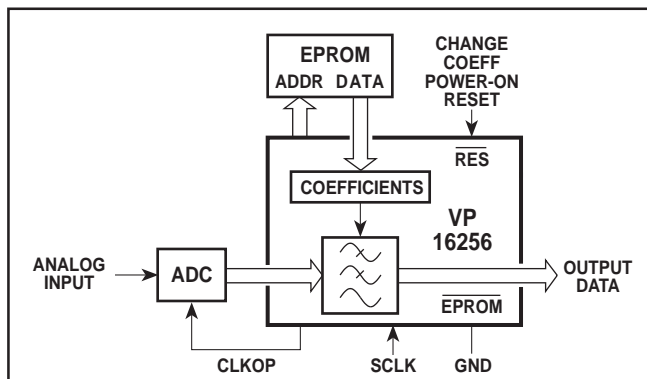 EPROM
ADDR DATA
CHANGE
COEFF
POWER-ON
RESET
RES
COEFFICIENTS
VP
16256
ANALOG
INPUT
ADC
OUTPUT
DATA
EPROM
CLKOP
SCLK
GND